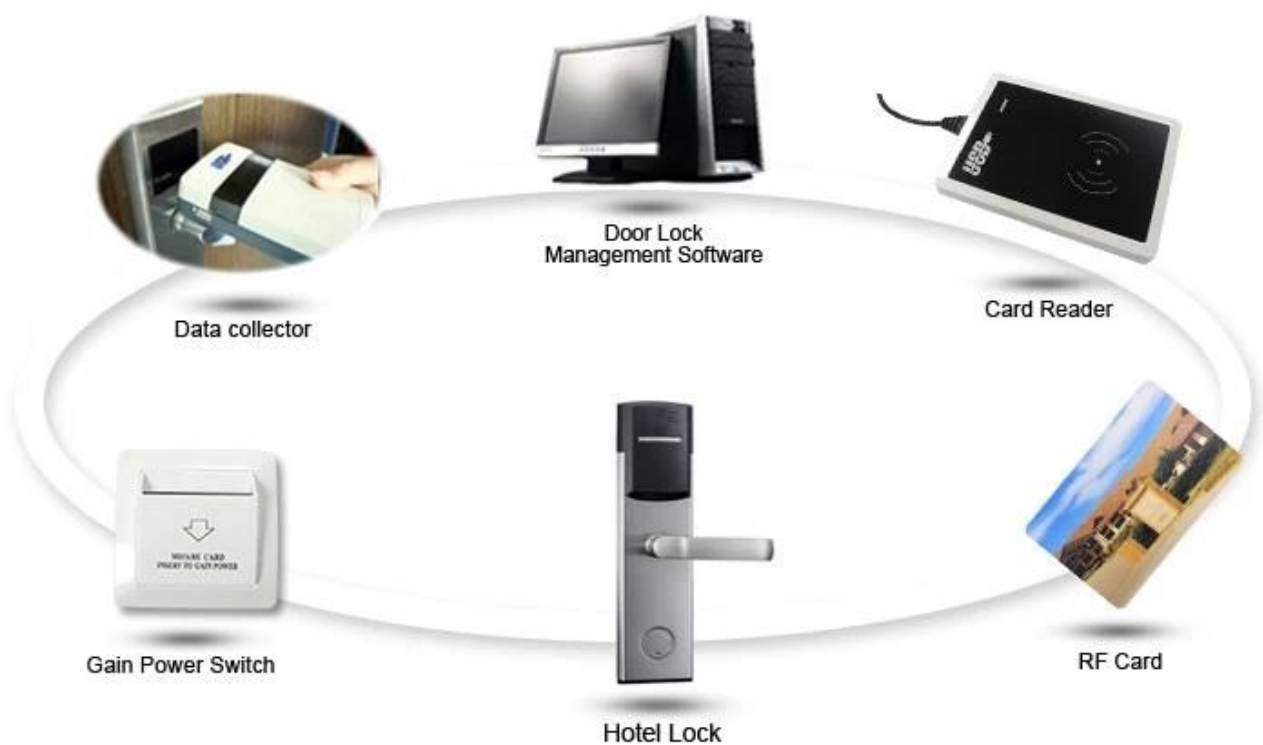 Door Lock
Management Software
Card Reader
Data collector
MIFARE CARD
INSERT TO GAIN POWER
Gain Power Switch
RF Card
Hotel Lock